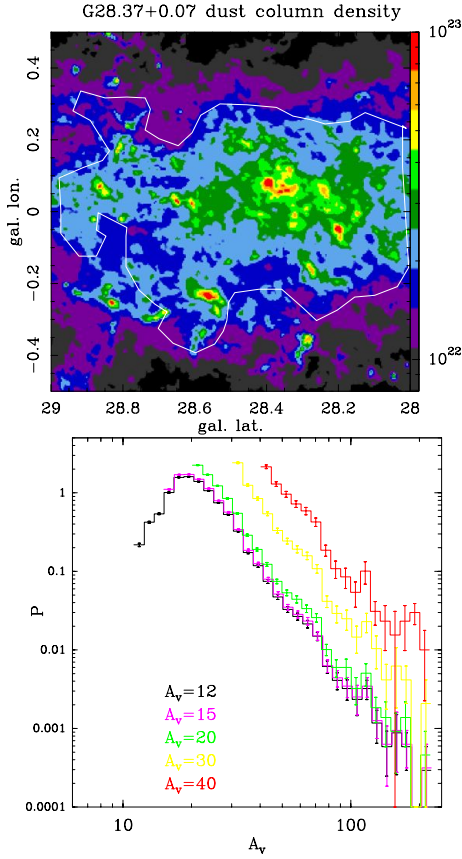 G28.37+0.07 dust column density
10^23
0.4
0.2
0
−0.2
−0.4
gal. lon.
10^22
29 28.8 28.6 28.4 28.2 28
gal. lat.
1
0.1
0.01
0.001
0.0001
P
A_v=12
A_v=15
A_v=20
A_v=30
A_v=40
10 100
A_v